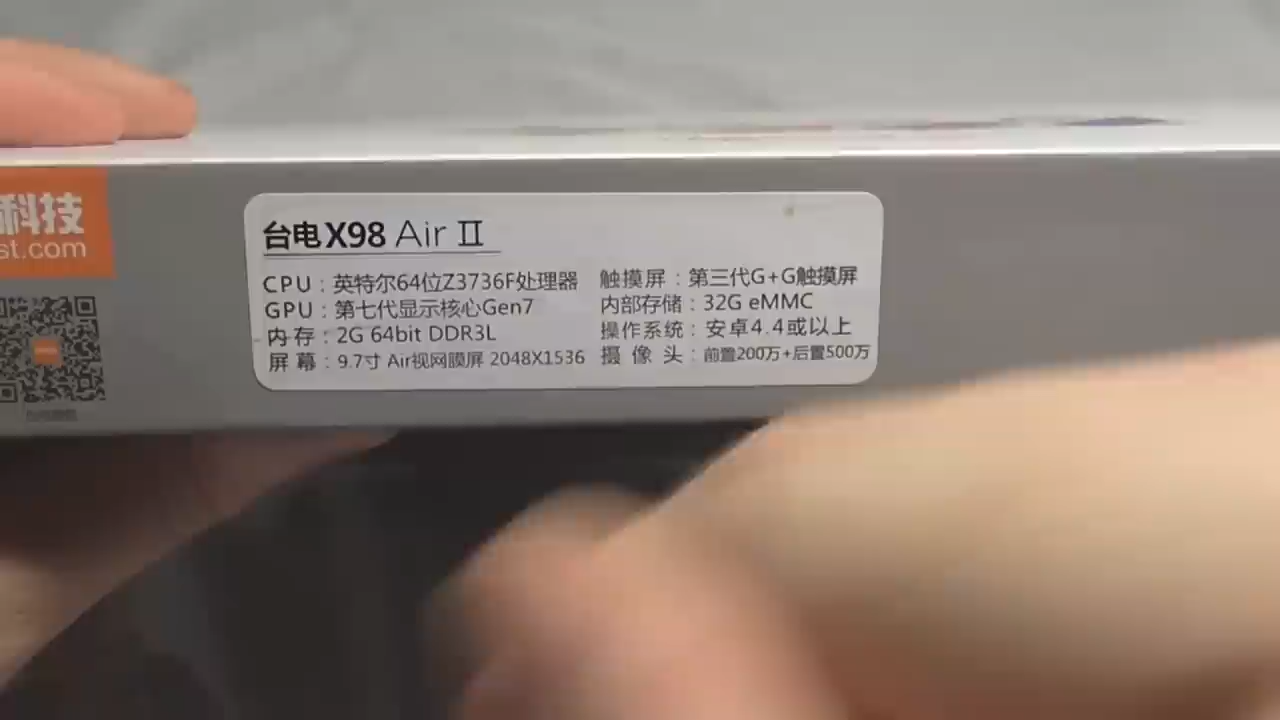 科技
st.com
台电X98 Air Ⅱ
CPU：英特尔64位Z3736F处理器
GPU：第七代显示核心Gen7
内存：2G 64bit DDR3L
屏幕：9.7寸 Air视网膜屏 2048X1536
触摸屏：第三代G+G触摸屏
内部存储：32G eMMC
操作系统：安卓4.4或以上
摄像头：前置200万+后置500万